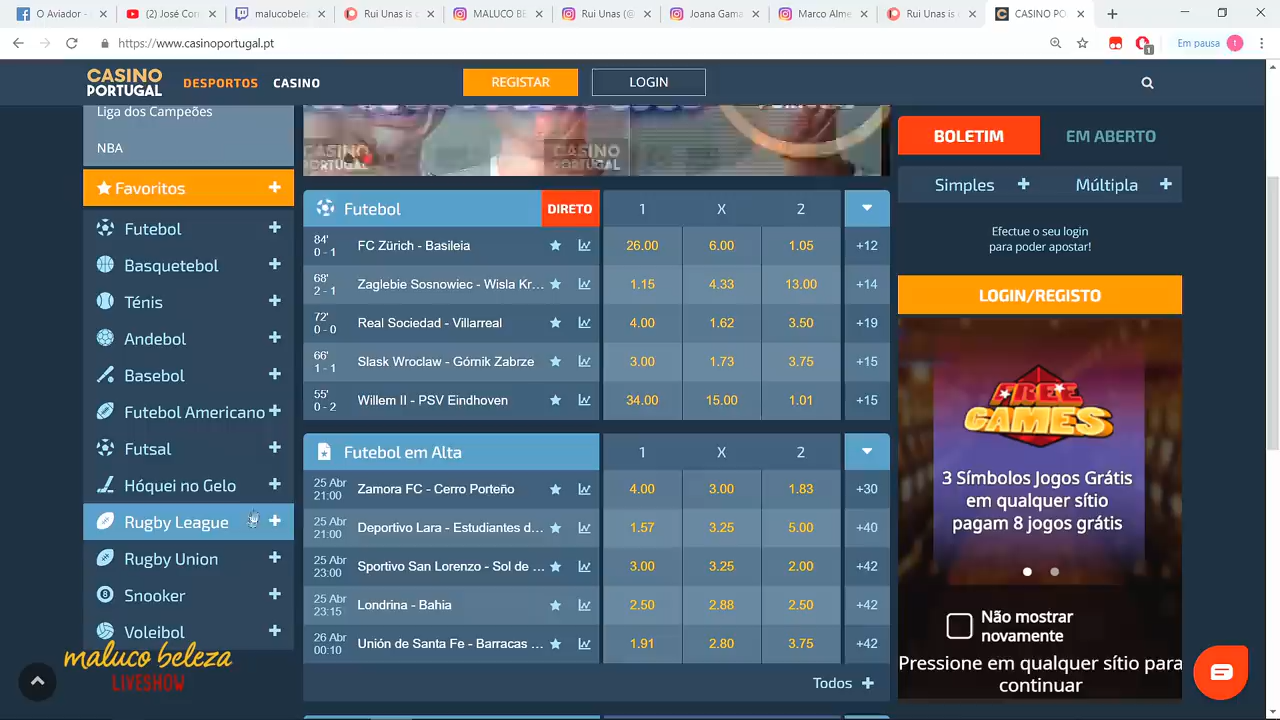 O Aviador -
(2) José Corr
malucobelez
Rui Unas is c
MALUCO BE
Rui Unas (@
Joana Gama
Marco Alme
Rui Unas is c
CASINO PO
https://www.casinoportugal.pt
1
Em pausa
t
CASINO
PORTUGAL
DESPORTOS
CASINO
REGISTAR
LOGIN
Liga dos Campeões
NBA
Favoritos +
Futebol +
Basquetebol +
Ténis +
Andebol +
Basebol +
Futebol Americano +
Futsal +
Hóquei no Gelo +
Rugby League +
Rugby Union +
Snooker +
Voleibol +
maluco beleza
LIVESHOW
CASINO
PORTUGAL
CASINO
PORTUGAL
Futebol DIRETO 1 X 2
84' 0 - 1 FC Zürich - Basileia 26.00 6.00 1.05 +12
68' 2 - 1 Zaglebie Sosnowiec - Wisla Kr... 1.15 4.33 13.00 +14
72' 0 - 0 Real Sociedad - Villarreal 4.00 1.62 3.50 +19
66' 1 - 1 Slask Wroclaw - Górnik Zabrze 3.00 1.73 3.75 +15
55' 0 - 2 Willem II - PSV Eindhoven 34.00 15.00 1.01 +15
Futebol em Alta 1 X 2
25 Abr 21:00 Zamora FC - Cerro Porteño 4.00 3.00 1.83 +30
25 Abr 21:00 Deportivo Lara - Estudiantes d... 1.57 3.25 5.00 +40
25 Abr 23:00 Sportivo San Lorenzo - Sol de ... 3.00 3.25 2.00 +42
25 Abr 23:15 Londrina - Bahia 2.50 2.88 2.50 +42
26 Abr 00:10 Unión de Santa Fe - Barracas ... 1.91 2.80 3.75 +42
Todos +
BOLETIM
EM ABERTO
Simples +
Múltipla +
Efectue o seu login
para poder apostar!
LOGIN/REGISTO
FREE
GAMES
3 Símbolos Jogos Grátis
em qualquer sítio
pagam 8 jogos grátis
Não mostrar
novamente
Pressione em qualquer sítio para
continuar